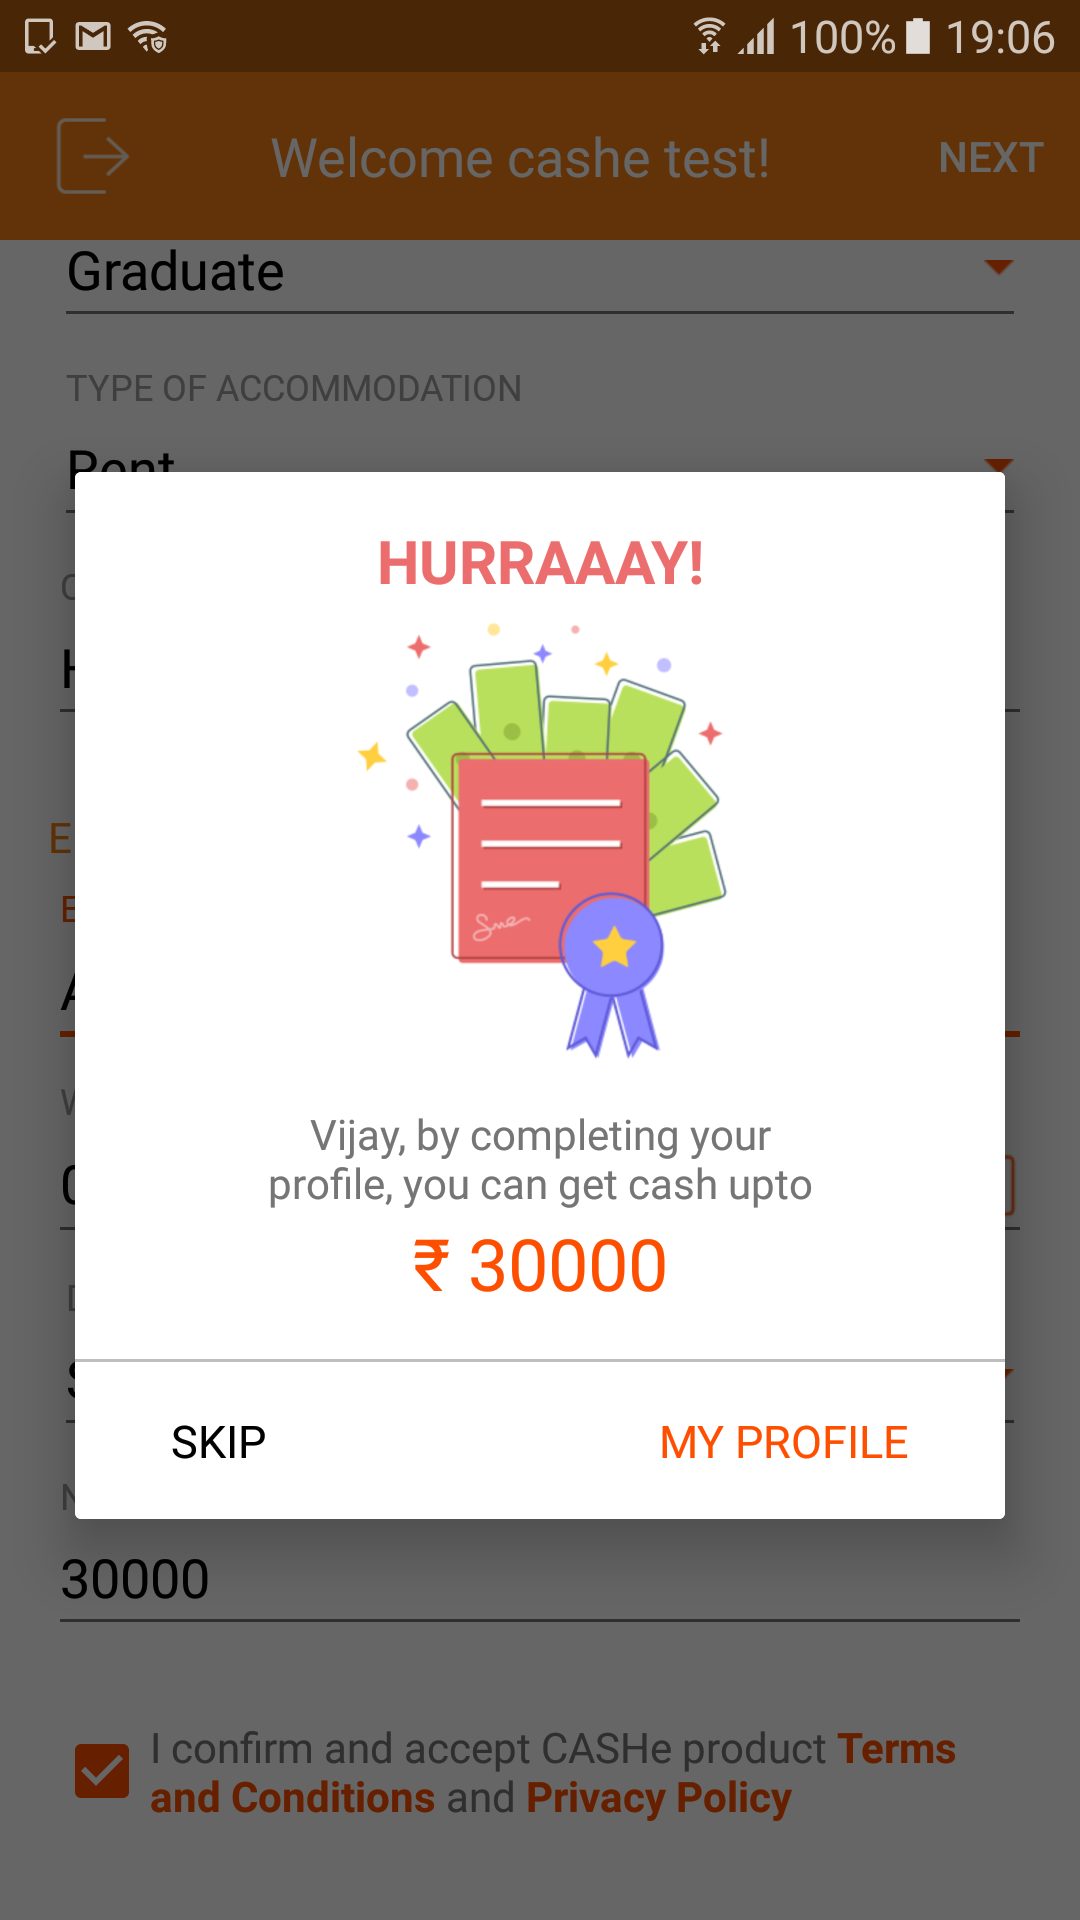 100% 19:06
Welcome cashe test!
NEXT
Graduate
TYPE OF ACCOMMODATION
Rent
HURRAAAY!
Vijay, by completing your
profile, you can get cash upto
₹ 30000
SKIP
MY PROFILE
30000
I confirm and accept CASHe product Terms
and Conditions and Privacy Policy